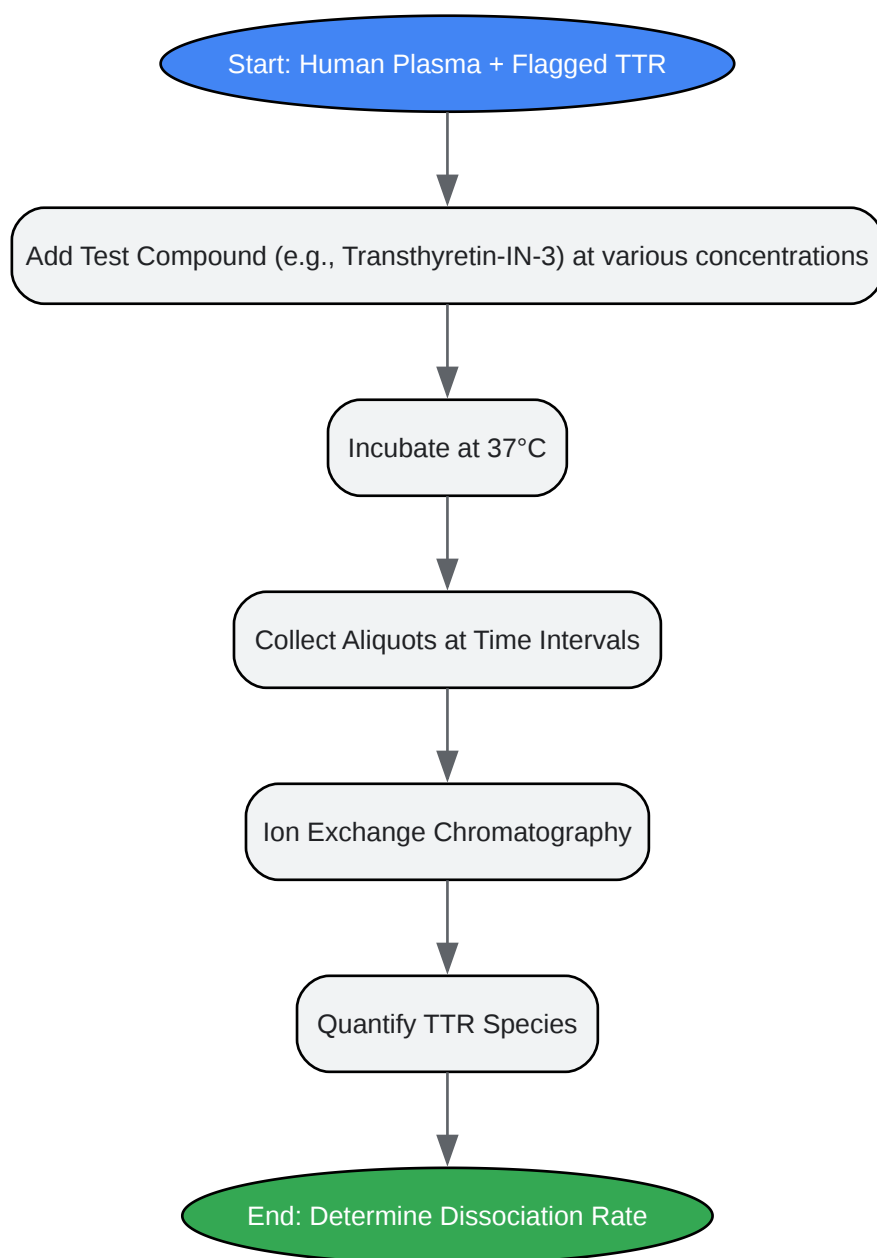 Start: Human Plasma + Flagged TTR
Add Test Compound (e.g., Transthyretin-IN-3) at various concentrations
Incubate at 37°C
Collect Aliquots at Time Intervals
Ion Exchange Chromatography
Quantify TTR Species
End: Determine Dissociation Rate